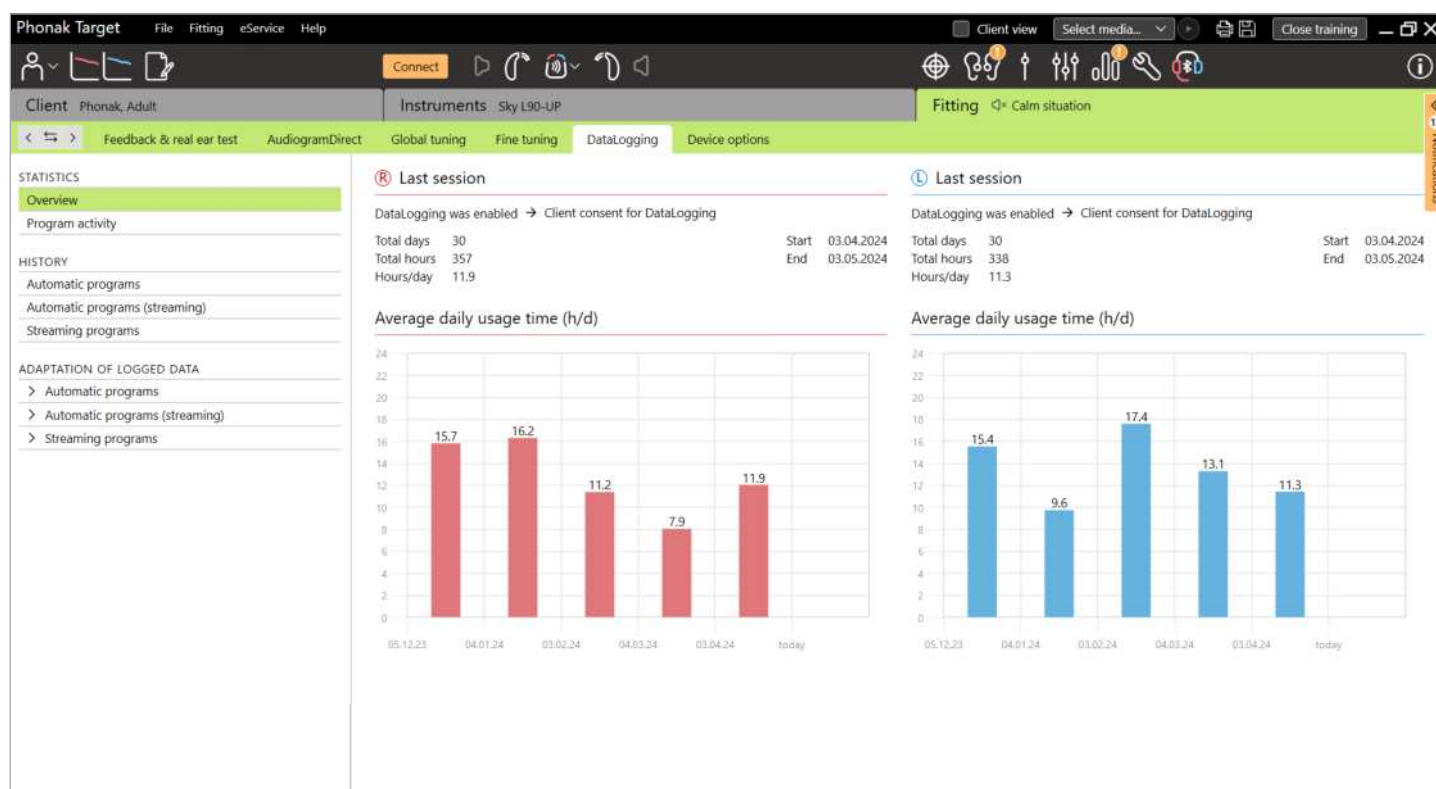 Phonak Target File Fitting eService Help Client view Select media... Close training
Connect
Client Phonak, Adult Instruments Sky L90-UP Fitting Calm situation
Feedback & real ear test AudiogramDirect Global tuning Fine tuning DataLogging Device options
Notifications
STATISTICS
Overview
Program activity
HISTORY
Automatic programs
Automatic programs (streaming)
Streaming programs
ADAPTATION OF LOGGED DATA
> Automatic programs
> Automatic programs (streaming)
> Streaming programs
R Last session
DataLogging was enabled → Client consent for DataLogging
Total days 30 Start 03.04.2024
Total hours 357 End 03.05.2024
Hours/day 11.9
Average daily usage time (h/d)
24
22
20
18
16
14
12
10
8
6
4
2
0
15.7
16.2
11.2
7.9
11.9
05.12.23 04.01.24 03.02.24 04.03.24 03.04.24 today
L Last session
DataLogging was enabled → Client consent for DataLogging
Total days 30 Start 03.04.2024
Total hours 338 End 03.05.2024
Hours/day 11.3
Average daily usage time (h/d)
24
22
20
18
16
14
12
10
8
6
4
2
0
15.4
9.6
17.4
13.1
11.3
05.12.23 04.01.24 03.02.24 04.03.24 03.04.24 today